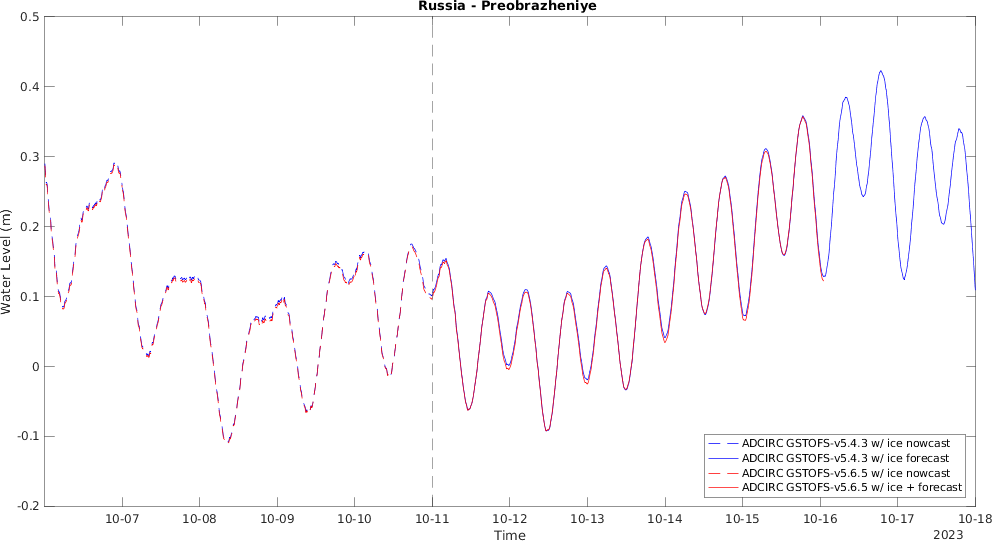 Russia - Preobrazheniye
0.5
0.4
0.3
0.2
0.1
0
-0.1
-0.2
Water Level (m)
ADCIRC GSTOFS-v5.4.3 w/ ice nowcast
ADCIRC GSTOFS-v5.4.3 w/ ice forecast
ADCIRC GSTOFS-v5.6.5 w/ ice nowcast
ADCIRC GSTOFS-v5.6.5 w/ ice + forecast
10-07 10-08 10-09 10-10 10-11 10-12 10-13 10-14 10-15 10-16 10-17 10-18
Time
2023